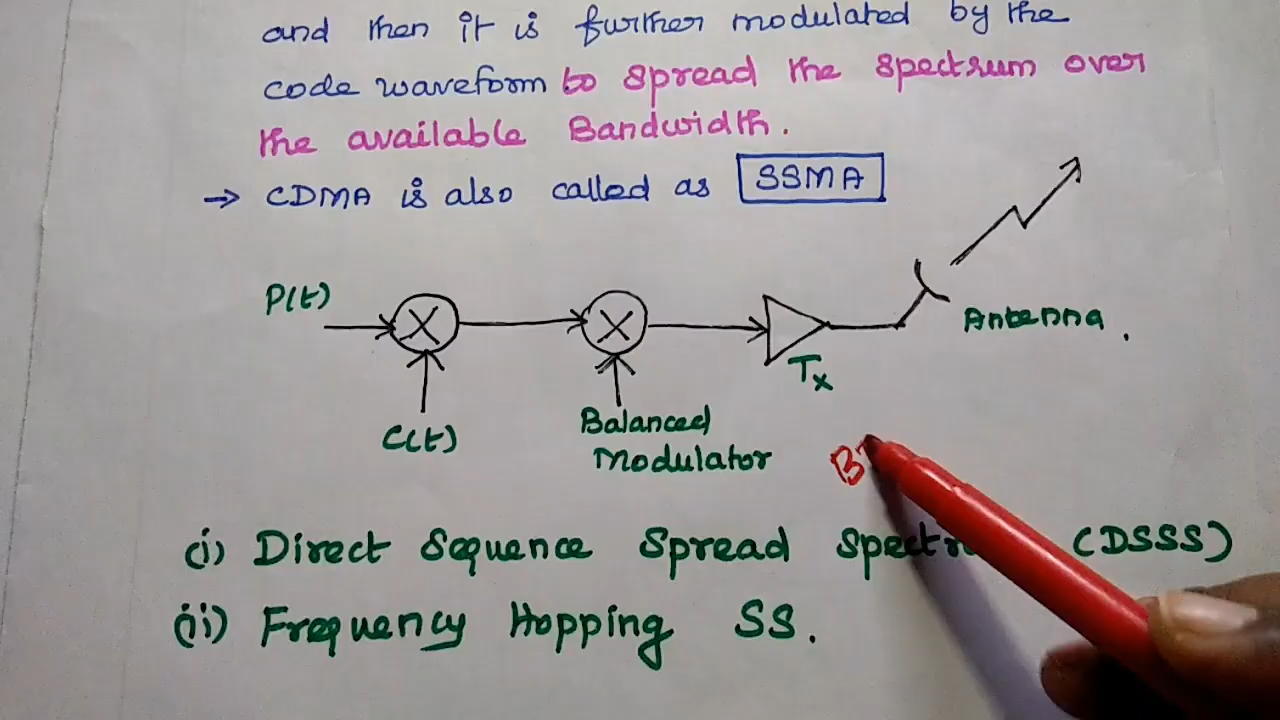 and then it is further modulated by the
code waveform to spread the spectrum over
the available Bandwidth.
→ CDMA is also called as SSMA
P(t)
X
X
Antenna.
Tx
C(t)
Balanced
Modulator
(i) Direct Sequence Spread (DSSS)
(ii) Frequency Hopping SS.